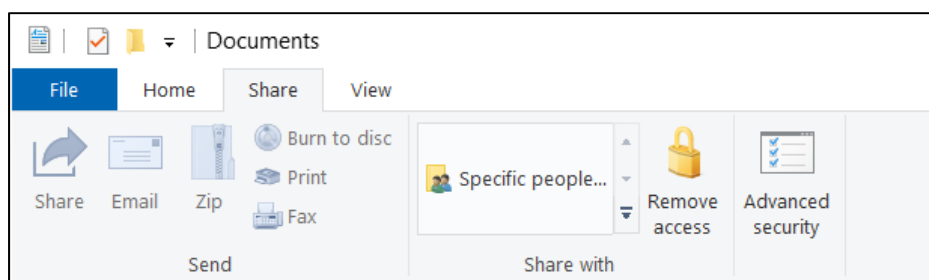 Documents
File Home Share View
Share
Email
Zip
Burn to disc
Print
Fax
Send
Specific people...
Remove
access
Share with
Advanced
security